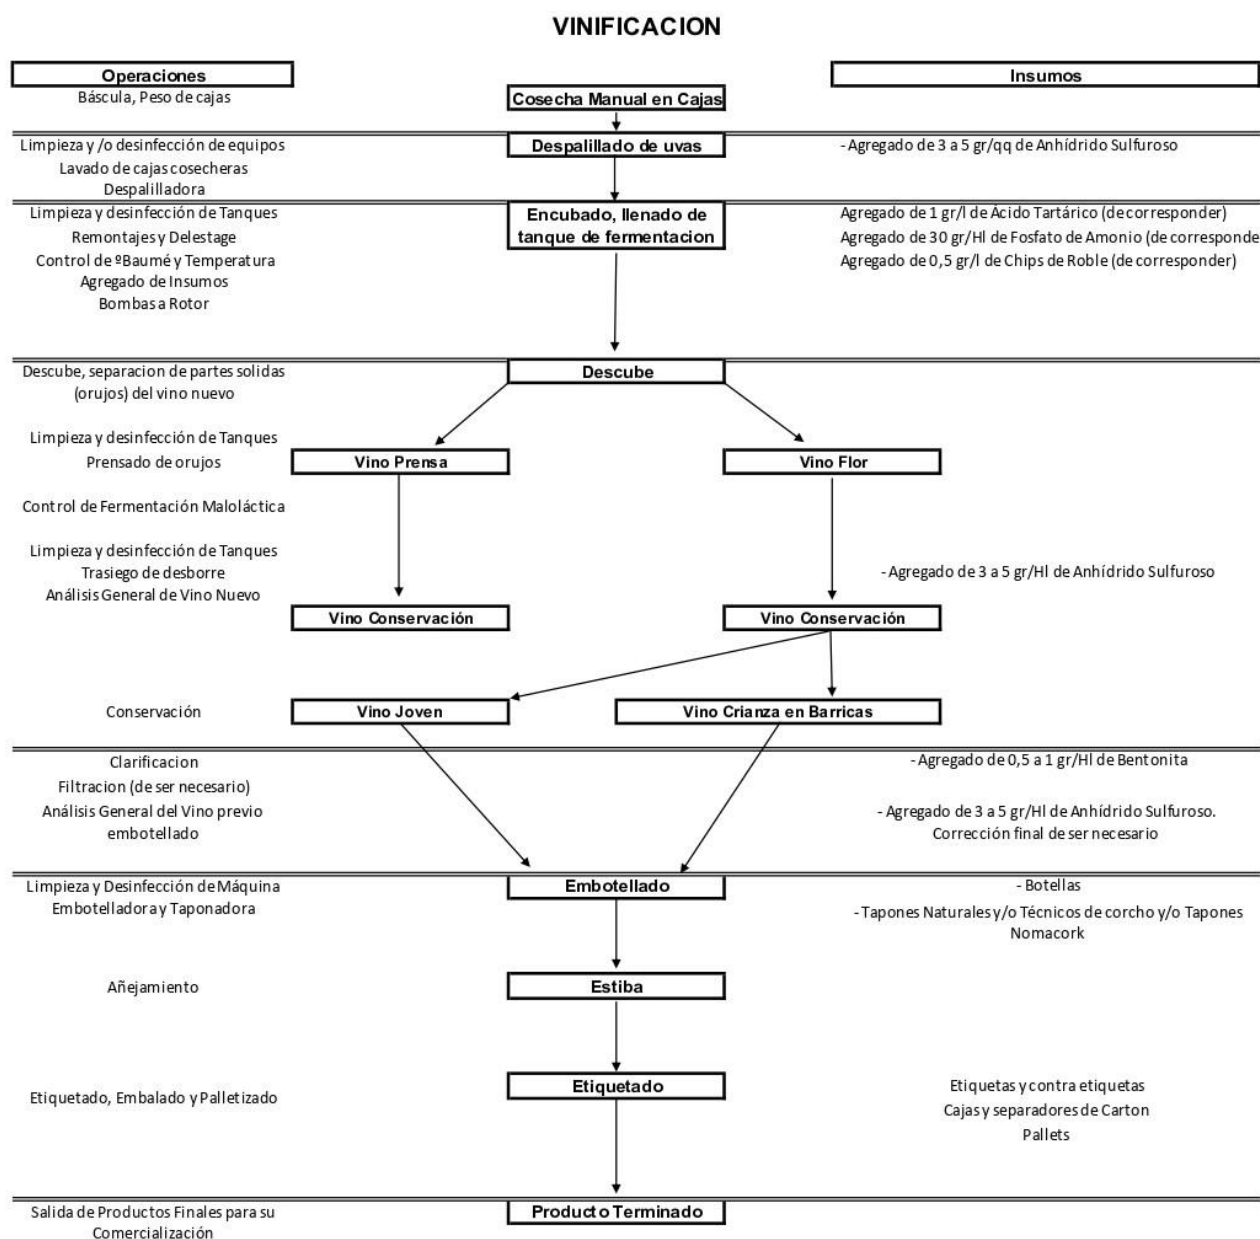 VINIFICACION
Operaciones
Insumos
Báscula, Peso de cajas
Cosecha Manual en Cajas
Limpieza y /o desinfección de equipos
Despalillado de uvas
- Agregado de 3 a 5 gr/qq de Anhídrido Sulfuroso
Lavado de cajas cosecheras
Despalilladora
Limpieza y desinfección de Tanques
Encubado, llenado de
tanque de fermentacion
Agregado de 1 gr/l de Ácido Tartárico (de corresponder)
Remontajes y Delestage
Agregado de 30 gr/Hl de Fosfato de Amonio (de corresponde
Control de ºBaumé y Temperatura
Agregado de 0,5 gr/l de Chips de Roble (de corresponder)
Agregado de Insumos
Bombas a Rotor
Descube, separacion de partes solidas
(orujos) del vino nuevo
Descube
Limpieza y desinfección de Tanques
Prensado de orujos
Vino Prensa
Vino Flor
Control de Fermentación Maloláctica
Limpieza y desinfección de Tanques
Trasiego de desborre
- Agregado de 3 a 5 gr/Hl de Anhídrido Sulfuroso
Análisis General de Vino Nuevo
Vino Conservación
Vino Conservación
Conservación
Vino Joven
Vino Crianza en Barricas
Clarificacion
- Agregado de 0,5 a 1 gr/Hl de Bentonita
Filtracion (de ser necesario)
Análisis General del Vino previo
embotellado
- Agregado de 3 a 5 gr/Hl de Anhídrido Sulfuroso.
Corrección final de ser necesario
Limpieza y Desinfección de Máquina
Embotelladora y Taponadora
Embotellado
- Botellas
- Tapones Naturales y/o Técnicos de corcho y/o Tapones
Nomacork
Añejamiento
Estiba
Etiquetado, Embalado y Palletizado
Etiquetado
Etiquetas y contra etiquetas
Cajas y separadores de Carton
Pallets
Salida de Productos Finales para su
Comercialización
Producto Terminado